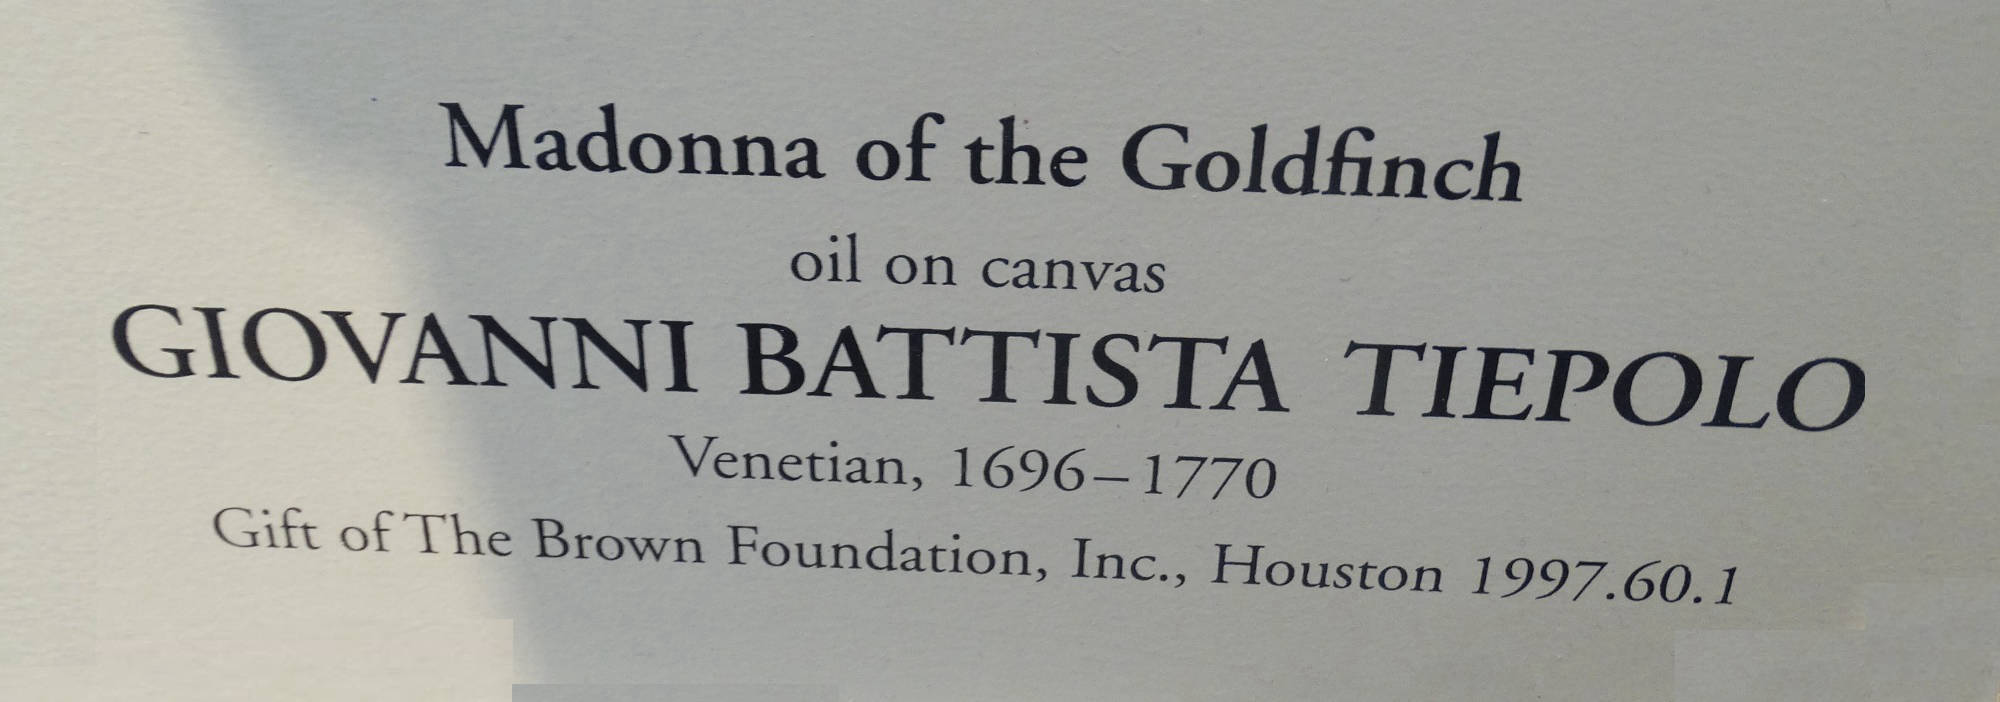 Madonna of the Goldfinch
oil on canvas
GIOVANNI BATTISTA TIEPOLO
Venetian, 1696–1770
Gift of The Brown Foundation, Inc., Houston 1997.60.1